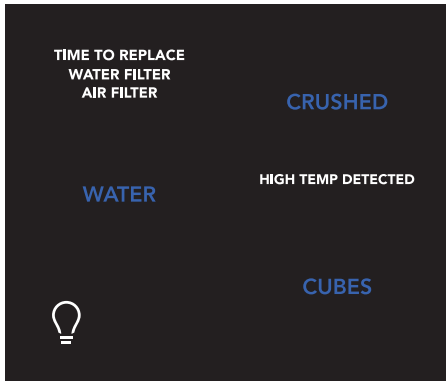 TIME TO REPLACE
WATER FILTER
AIR FILTER
CRUSHED
HIGH TEMP DETECTED
WATER
CUBES